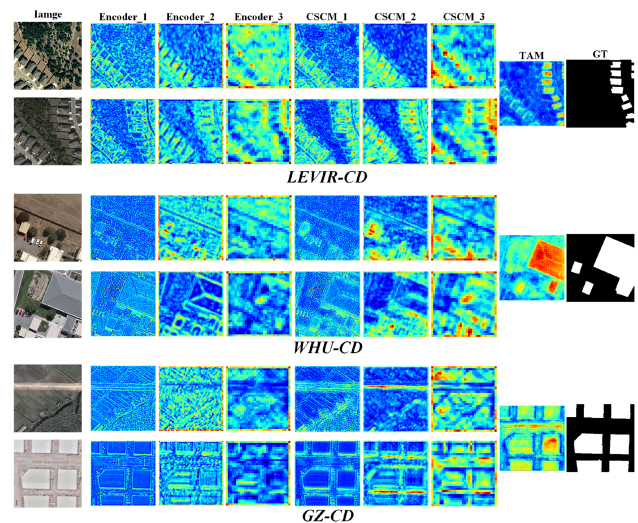 Iamge Encoder_1 Encoder_2 Encoder_3 CSCM_1 CSCM_2 CSCM_3
TAM GT
LEVIR-CD
WHU-CD
GZ-CD